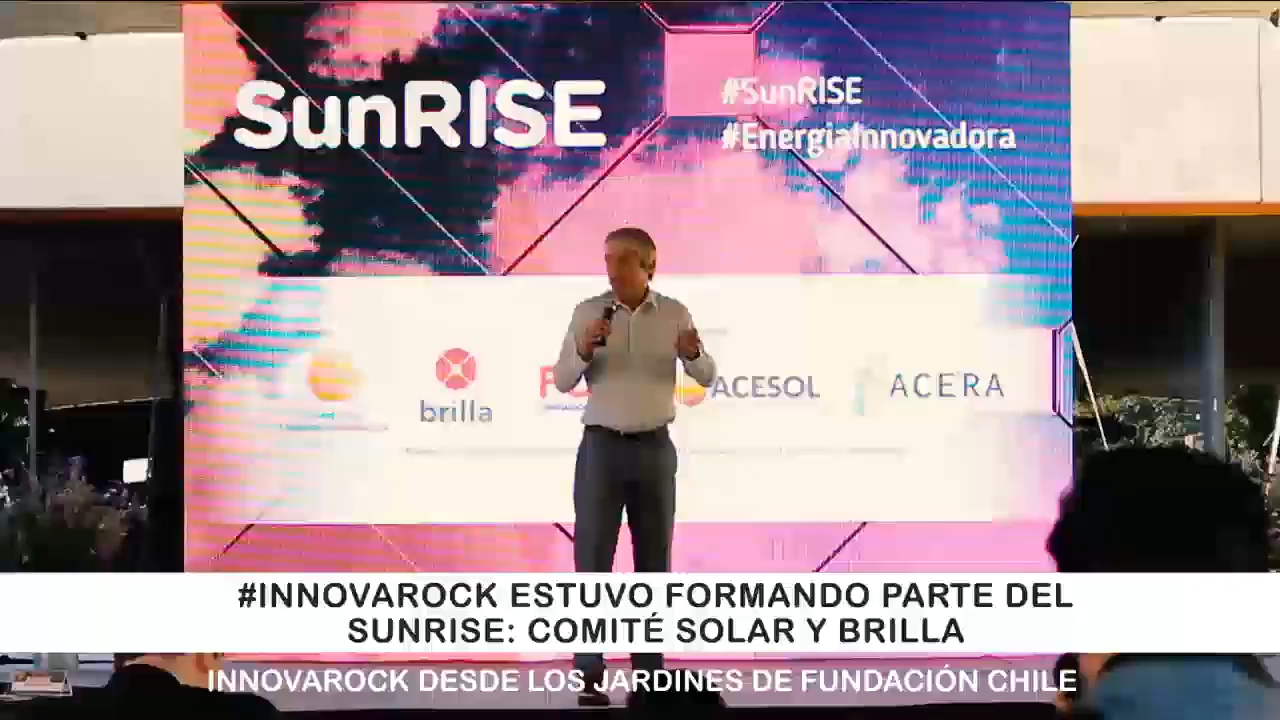 SunRISE
#SunRISE
#EnergiaInnovadora
brilla
ACESOL
ACERA
#INNOVAROCK ESTUVO FORMANDO PARTE DEL
SUNRISE: COMITÉ SOLAR Y BRILLA
INNOVAROCK DESDE LOS JARDINES DE FUNDACIÓN CHILE